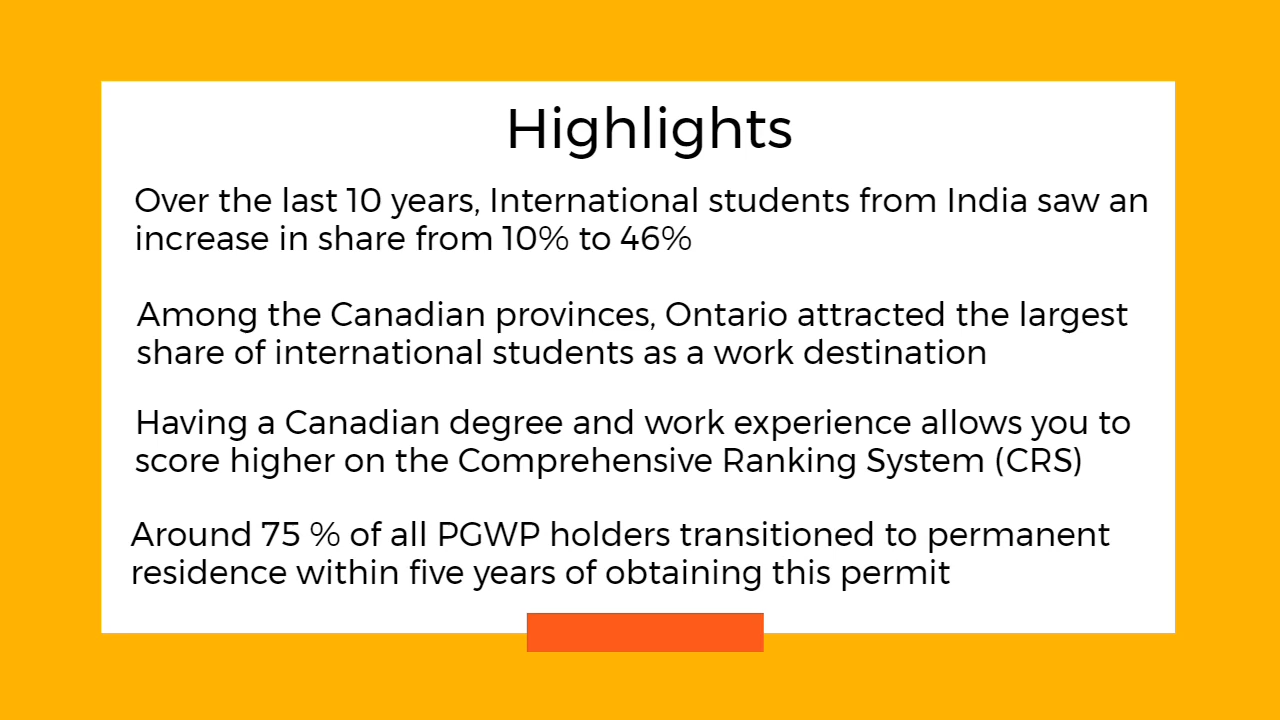 Highlights
Over the last 10 years, International students from India saw an
increase in share from 10% to 46%
Among the Canadian provinces, Ontario attracted the largest
share of international students as a work destination
Having a Canadian degree and work experience allows you to
score higher on the Comprehensive Ranking System (CRS)
Around 75 % of all PGWP holders transitioned to permanent
residence within five years of obtaining this permit